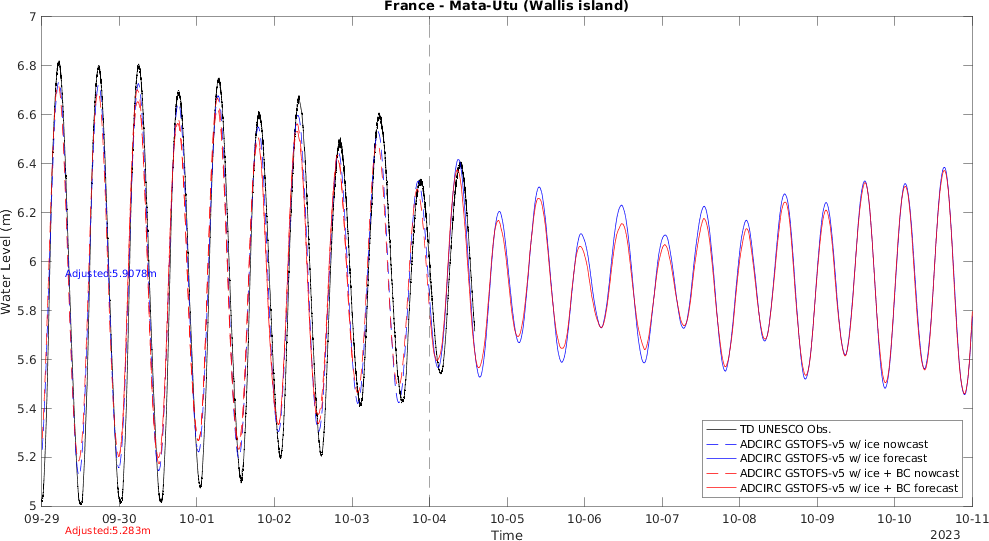 France - Mata-Utu (Wallis island)
7
6.8
6.6
6.4
6.2
6
5.8
5.6
5.4
5.2
5
Water Level (m)
Adjusted:5.9078m
Adjusted:5.283m
TD UNESCO Obs.
ADCIRC GSTOFS-v5 w/ ice nowcast
ADCIRC GSTOFS-v5 w/ ice forecast
ADCIRC GSTOFS-v5 w/ ice + BC nowcast
ADCIRC GSTOFS-v5 w/ ice + BC forecast
09-29 09-30 10-01 10-02 10-03 10-04 10-05 10-06 10-07 10-08 10-09 10-10 10-11
Time
2023